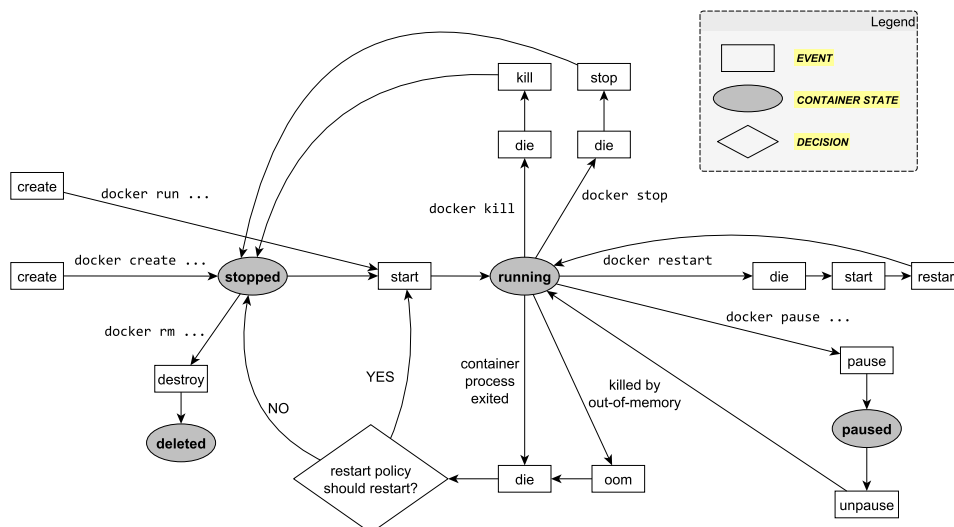 Legend
EVENT
CONTAINER STATE
DECISION
kill
stop
die
die
create
docker run ...
docker kill
docker stop
create
docker create ...
stopped
start
running
docker restart
die
start
restart
docker rm ...
docker pause ...
destroy
deleted
NO
YES
container
process
exited
killed by
out-of-memory
pause
paused
restart policy
should restart?
die
oom
unpause